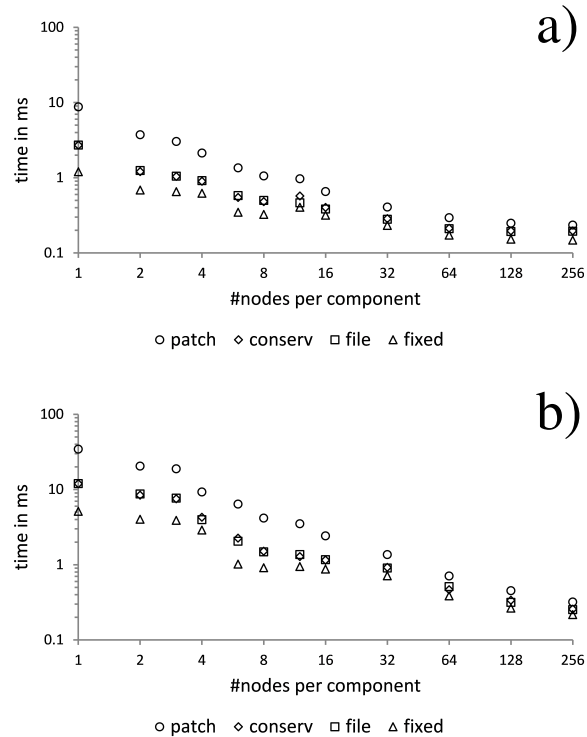 a)
100
10
1
0.1
time in ms
1 2 4 8 16 32 64 128 256
#nodes per component
patch conserv file fixed
b)
100
10
1
0.1
time in ms
1 2 4 8 16 32 64 128 256
#nodes per component
patch conserv file fixed